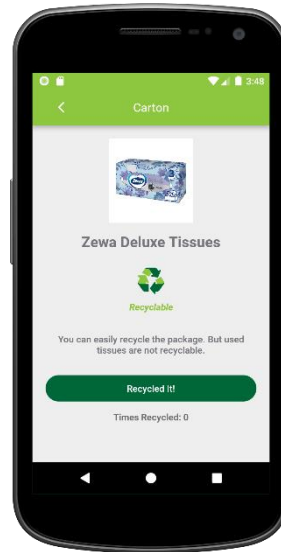 3:48
Carton
Zewa
Zewa Deluxe Tissues
Recyclable
You can easily recycle the package. But used
tissues are not recyclable.
Recycled It!
Times Recycled: 0